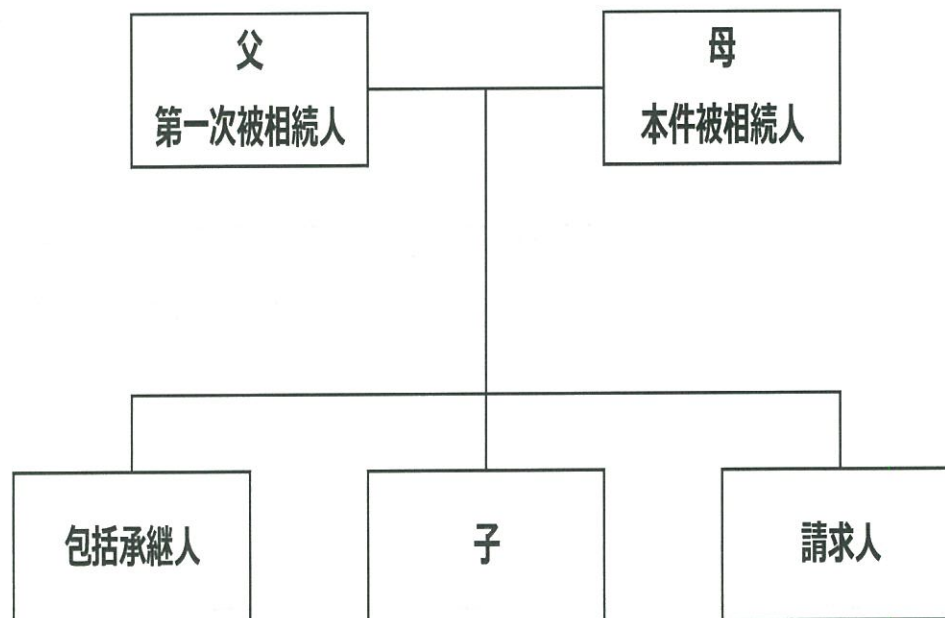 父
第一次被相続人
母
本件被相続人
包括承継人
子
請求人